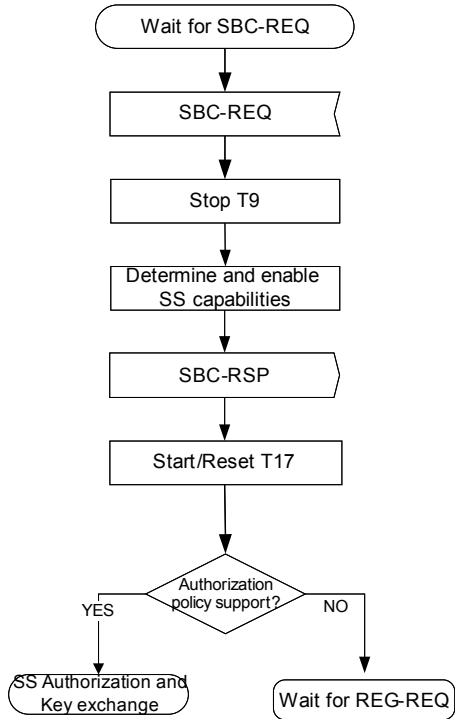 Wait for SBC-REQ
SBC-REQ
Stop T9
Determine and enable
SS capabilities
SBC-RSP
Start/Reset T17
Authorization
policy support?
YES
NO
SS Authorization and
Key exchange
Wait for REG-REQ